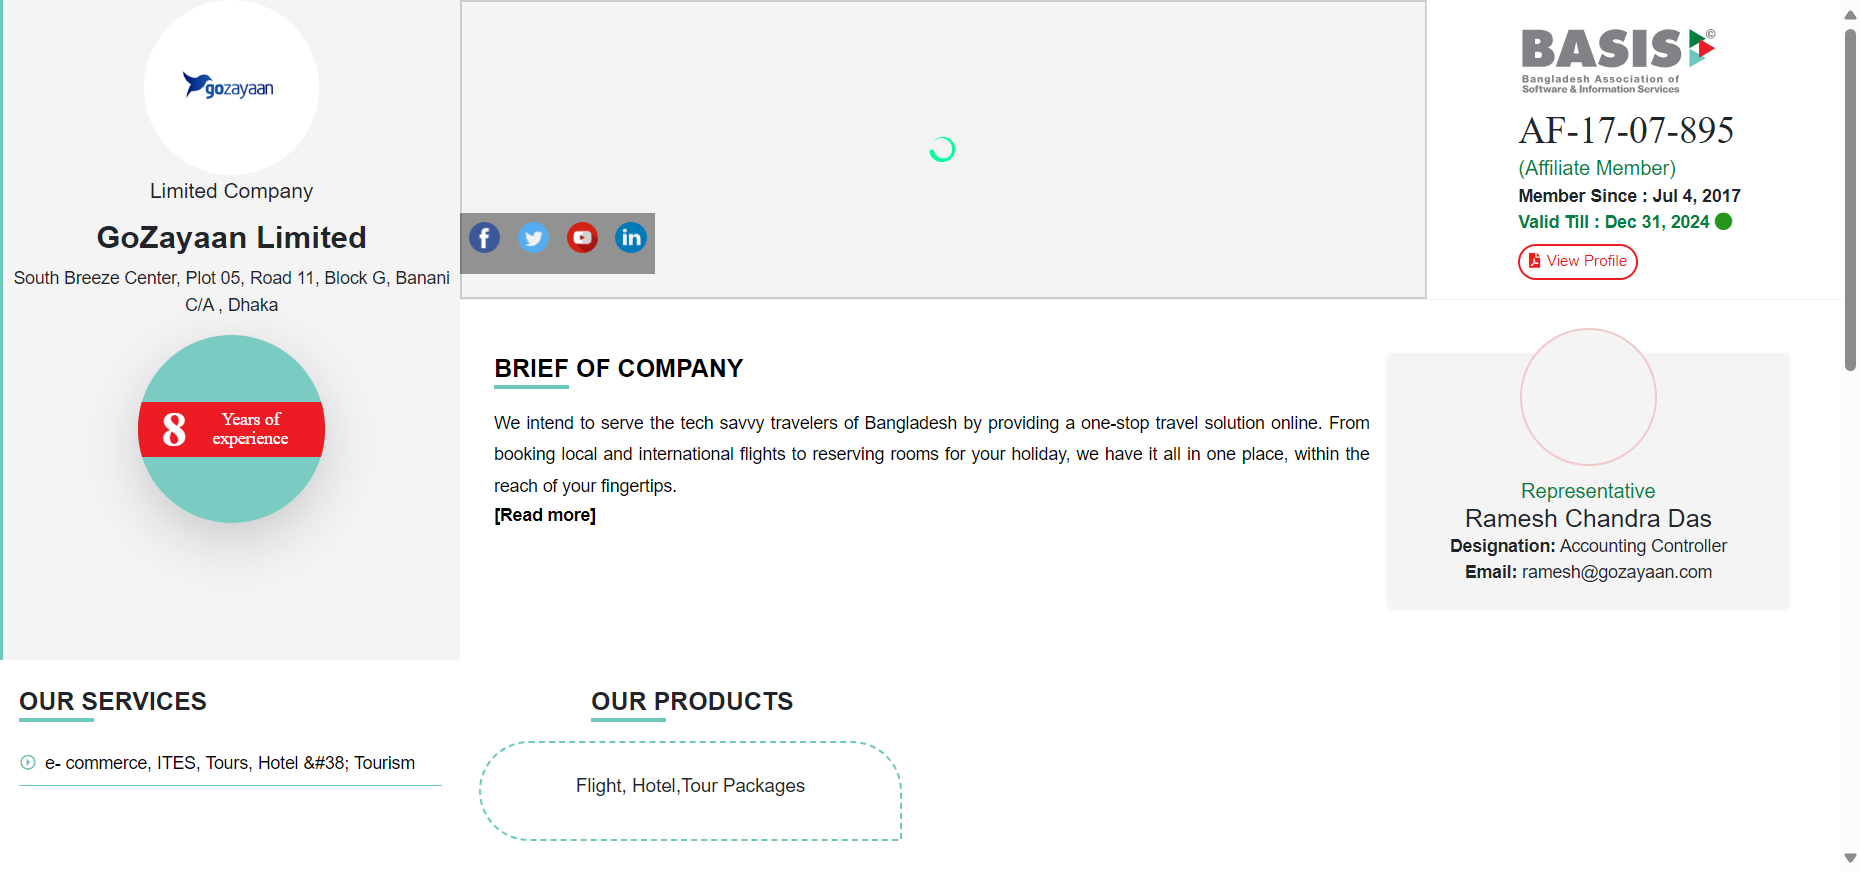 gozayaan
Limited Company
GoZayaan Limited
South Breeze Center, Plot 05, Road 11, Block G, Banani
C/A , Dhaka
8 Years of
experience
BASIS©
Bangladesh Association of
Software & Information Services
AF-17-07-895
(Affiliate Member)
Member Since : Jul 4, 2017
Valid Till : Dec 31, 2024
View Profile
BRIEF OF COMPANY
We intend to serve the tech savvy travelers of Bangladesh by providing a one-stop travel solution online. From
booking local and international flights to reserving rooms for your holiday, we have it all in one place, within the
reach of your fingertips.
[Read more]
Representative
Ramesh Chandra Das
Designation: Accounting Controller
Email: ramesh@gozayaan.com
OUR SERVICES
e- commerce, ITES, Tours, Hotel &#38; Tourism
OUR PRODUCTS
Flight, Hotel,Tour Packages